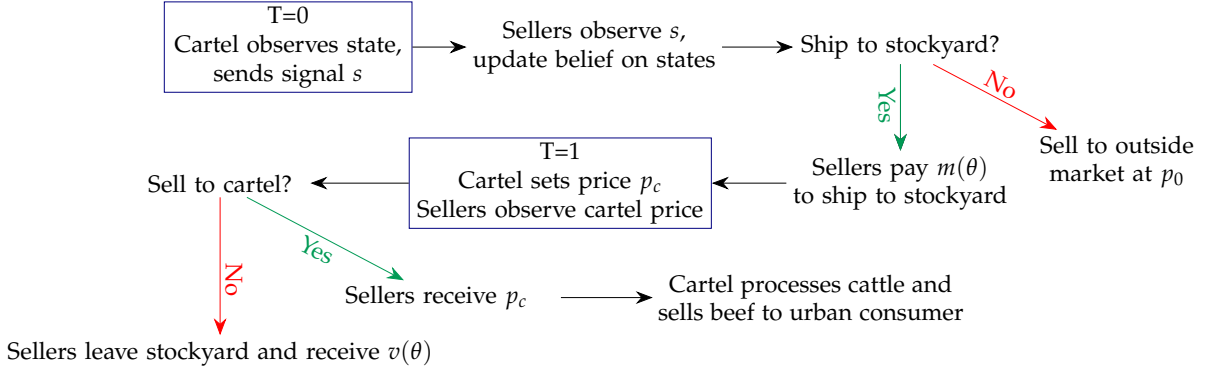 T=0
Cartel observes state,
sends signal s
Sellers observe s,
update belief on states
Ship to stockyard?
Yes
No
Sell to outside
market at p₀
Sellers pay m(θ)
to ship to stockyard
T=1
Cartel sets price p_c
Sellers observe cartel price
Sell to cartel?
No
Yes
Sellers receive p_c
Cartel processes cattle and
sells beef to urban consumer
Sellers leave stockyard and receive v(θ)